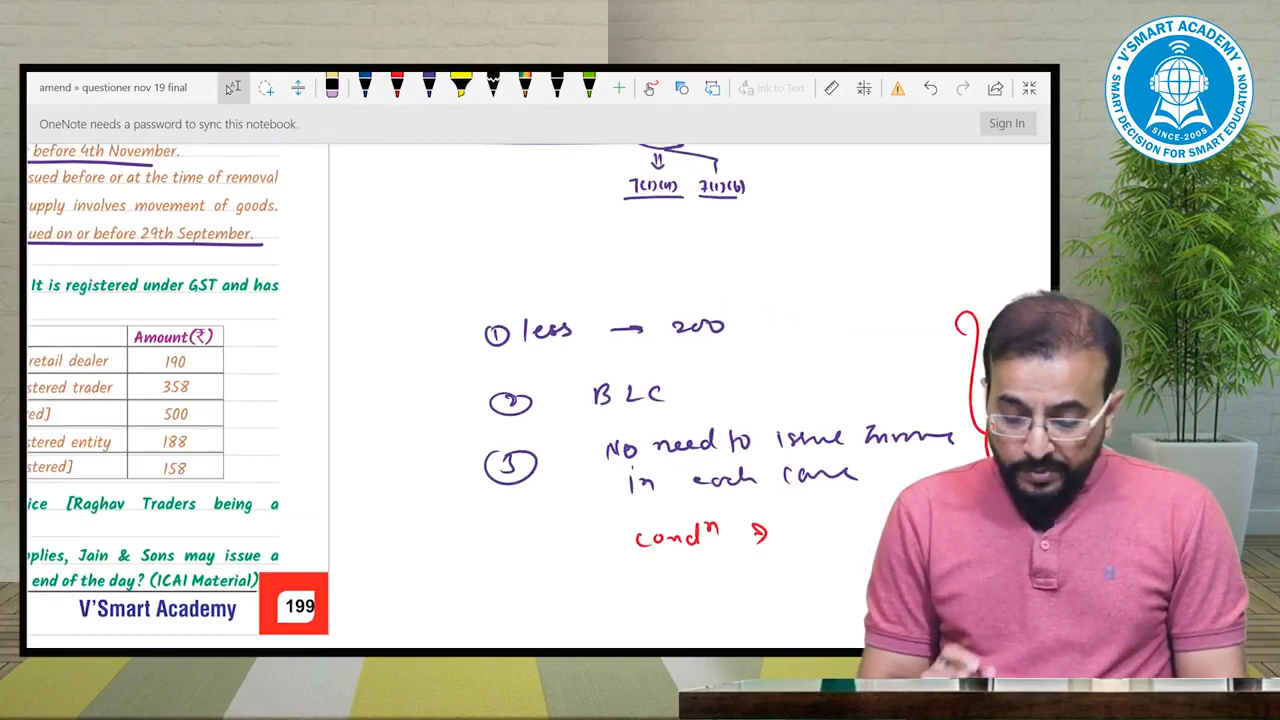 amend » questioner nov 19 final
Ink to Text
OneNote needs a password to sync this notebook.
Sign In
before 4th November.
sued before or at the time of removal
upply involves movement of goods.
ued on or before 29th September.
It is registered under GST and has
Amount(₹)
retail dealer 190
stered trader 358
ed] 500
stered entity 188
stered] 158
ice [Raghav Traders being a
plies, Jain & Sons may issue a
end of the day? (ICAI Material)
V'Smart Academy 199
7(1)(a) 7(1)(b)
① less → 200
② BLC
③ No need to issue
in each case
condn ⇒
V'SMART ACADEMY
SINCE-2005
SMART DECISION FOR SMART EDUCATION